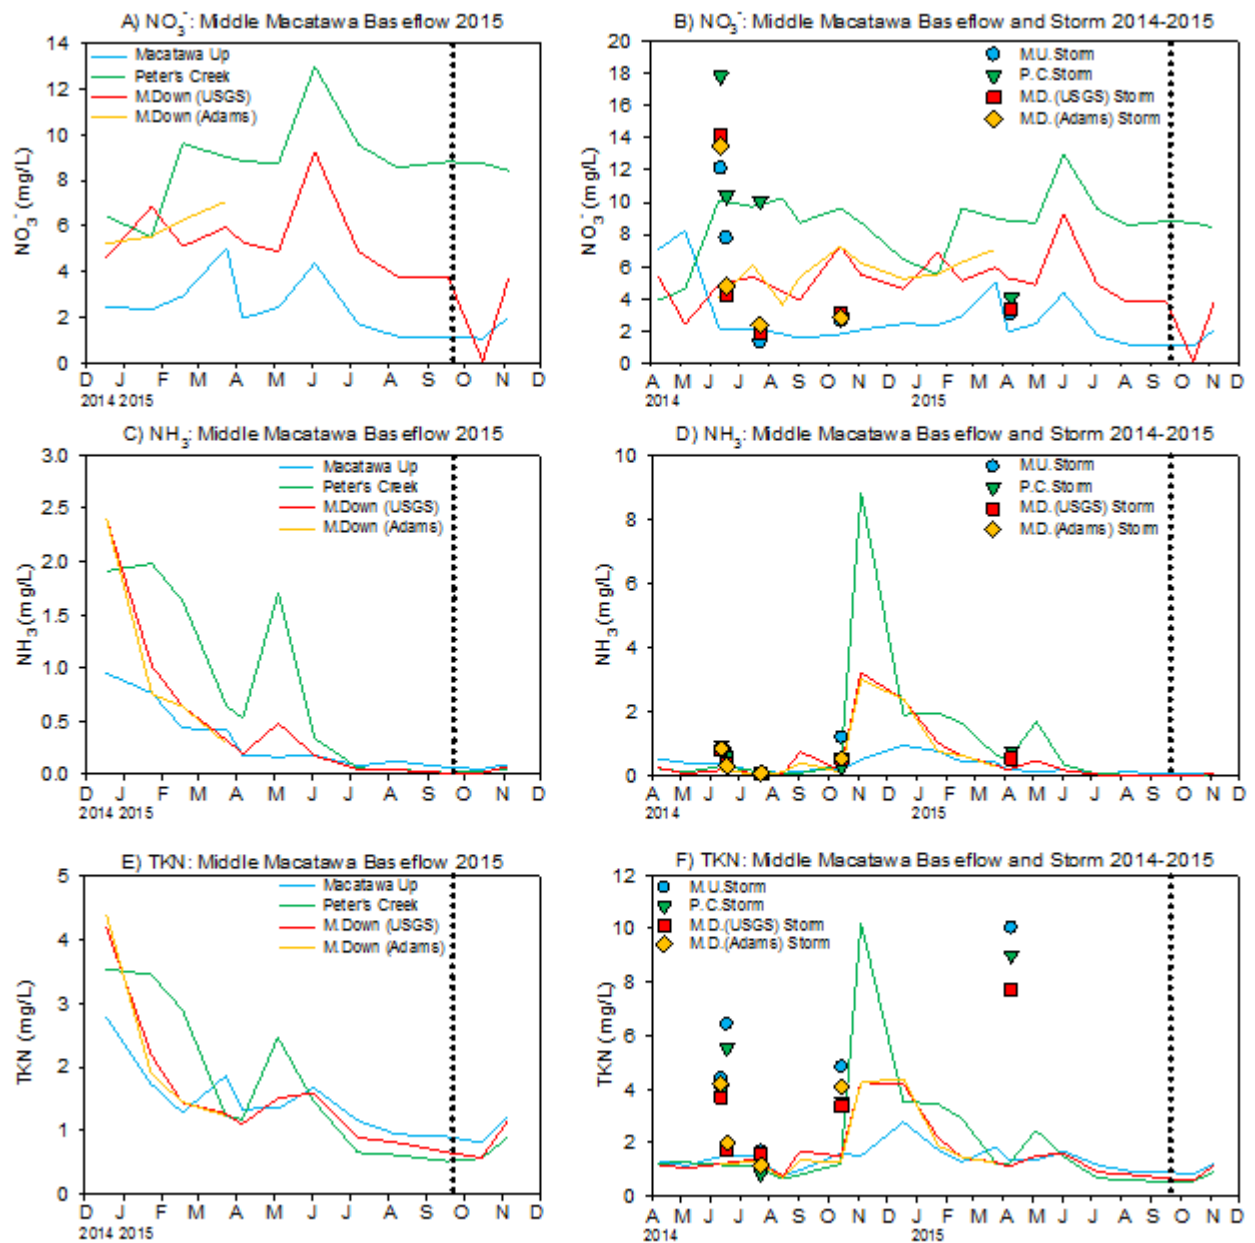 A) NO3-: Middle Macatawa Baseflow 2015
14
12
10
8
6
4
2
0
NO3- (mg/L)
Macatawa Up
Peter's Creek
M.Down (USGS)
M.Down (Adams)
D J F M A M J J A S O N D
2014 2015
B) NO3-: Middle Macatawa Baseflow and Storm 2014-2015
20
18
16
14
12
10
8
6
4
2
0
NO3- (mg/L)
M.U.Storm
P.C.Storm
M.D.(USGS) Storm
M.D.(Adams) Storm
A M J J A S O N D J F M A M J J A S O N D
2014 2015
C) NH3: Middle Macatawa Baseflow 2015
3.0
2.5
2.0
1.5
1.0
0.5
0.0
NH3 (mg/L)
Macatawa Up
Peter's Creek
M.Down (USGS)
M.Down (Adams)
D J F M A M J J A S O N D
2014 2015
D) NH3: Middle Macatawa Baseflow and Storm 2014-2015
10
8
6
4
2
0
NH3 (mg/L)
M.U.Storm
P.C.Storm
M.D.(USGS) Storm
M.D.(Adams) Storm
A M J J A S O N D J F M A M J J A S O N D
2014 2015
E) TKN: Middle Macatawa Baseflow 2015
5
4
3
2
1
0
TKN (mg/L)
Macatawa Up
Peter's Creek
M.Down (USGS)
M.Down (Adams)
D J F M A M J J A S O N D
2014 2015
F) TKN: Middle Macatawa Baseflow and Storm 2014-2015
12
10
8
6
4
2
0
TKN (mg/L)
M.U.Storm
P.C.Storm
M.D.(USGS) Storm
M.D.(Adams) Storm
A M J J A S O N D J F M A M J J A S O N D
2014 2015